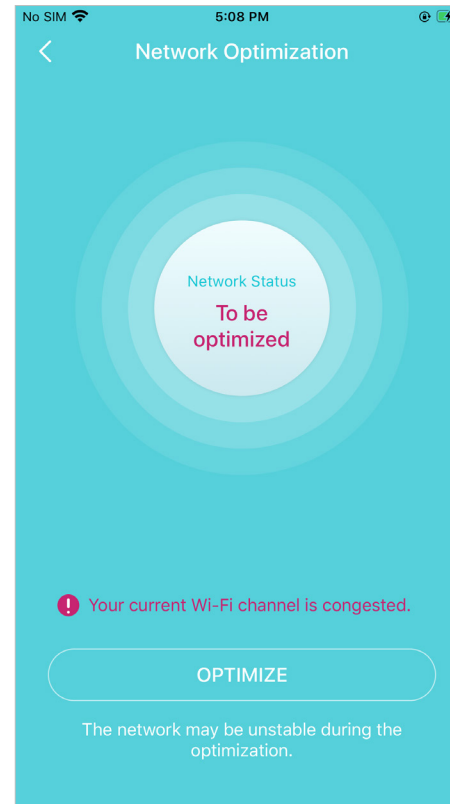 No SIM 5:08 PM
Network Optimization
Network Status
To be
optimized
Your current Wi-Fi channel is congested.
OPTIMIZE
The network may be unstable during the
optimization.